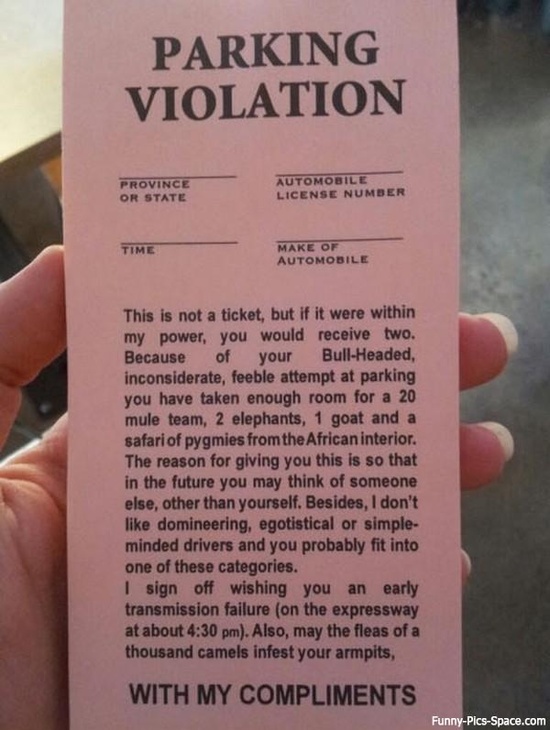 PARKING
VIOLATION
PROVINCE
OR STATE
AUTOMOBILE
LICENSE NUMBER
TIME
MAKE OF
AUTOMOBILE
This is not a ticket, but if it were within
my power, you would receive two.
Because of your Bull-Headed,
inconsiderate, feeble attempt at parking
you have taken enough room for a 20
mule team, 2 elephants, 1 goat and a
safari of pygmies from the African interior.
The reason for giving you this is so that
in the future you may think of someone
else, other than yourself. Besides, I don't
like domineering, egotistical or simple-
minded drivers and you probably fit into
one of these categories.
I sign off wishing you an early
transmission failure (on the expressway
at about 4:30 pm). Also, may the fleas of a
thousand camels infest your armpits,
WITH MY COMPLIMENTS
Funny-Pics-Space.com